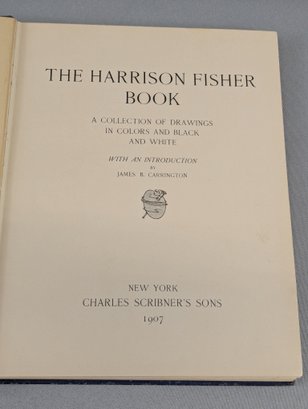 THE HARRISON FISHER
BOOK
A COLLECTION OF DRAWINGS
IN COLORS AND BLACK
AND WHITE
WITH AN INTRODUCTION
BY
JAMES B. CARRINGTON
NEW YORK
CHARLES SCRIBNER'S SONS
1907